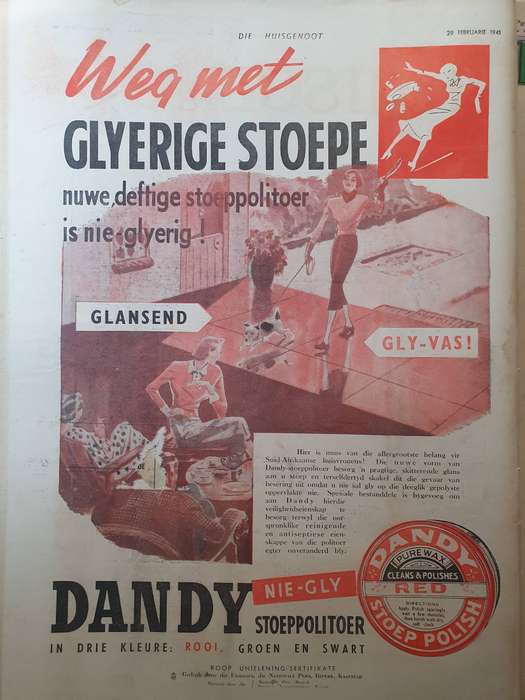 DIE HUISGENOOT
20 FEBRUARIE 1945
Weg met
GLYERIGE STOEPE
nuwe, deftige stoeppolitoer
is nie-glyerig!
GLANSEND
GLY-VAS!
Hier is nuus van die allergrootste belang vir
Suid-Afrikaanse huisvrouens! Die nuwe vorm van
Dandy-stoeppolitoer besorg 'n pragtige, skitterende glans
aan u stoep en terselfdertyd skakel dit die gevaar van
besering uit omdat u nie sal gly op die deeglik gepolyste
oppervlakte nie. Spesiale bestanddele is bygevoeg om
aan Dandy hierdie
veiligheidseienskap te
besorg terwyl die oor-
spronklike reinigende
en antiseptiese eien-
skappe van die politoer
egter onveranderd bly.
DANDY
NIE-GLY
STOEPPOLITOER
IN DRIE KLEURE: ROOI, GROEN EN SWART
DANDY
PURE WAX
CLEANS & POLISHES
RED
DIRECTIONS
STOEP POLISH
KOOP UNIELENING-SERTIFIKATE